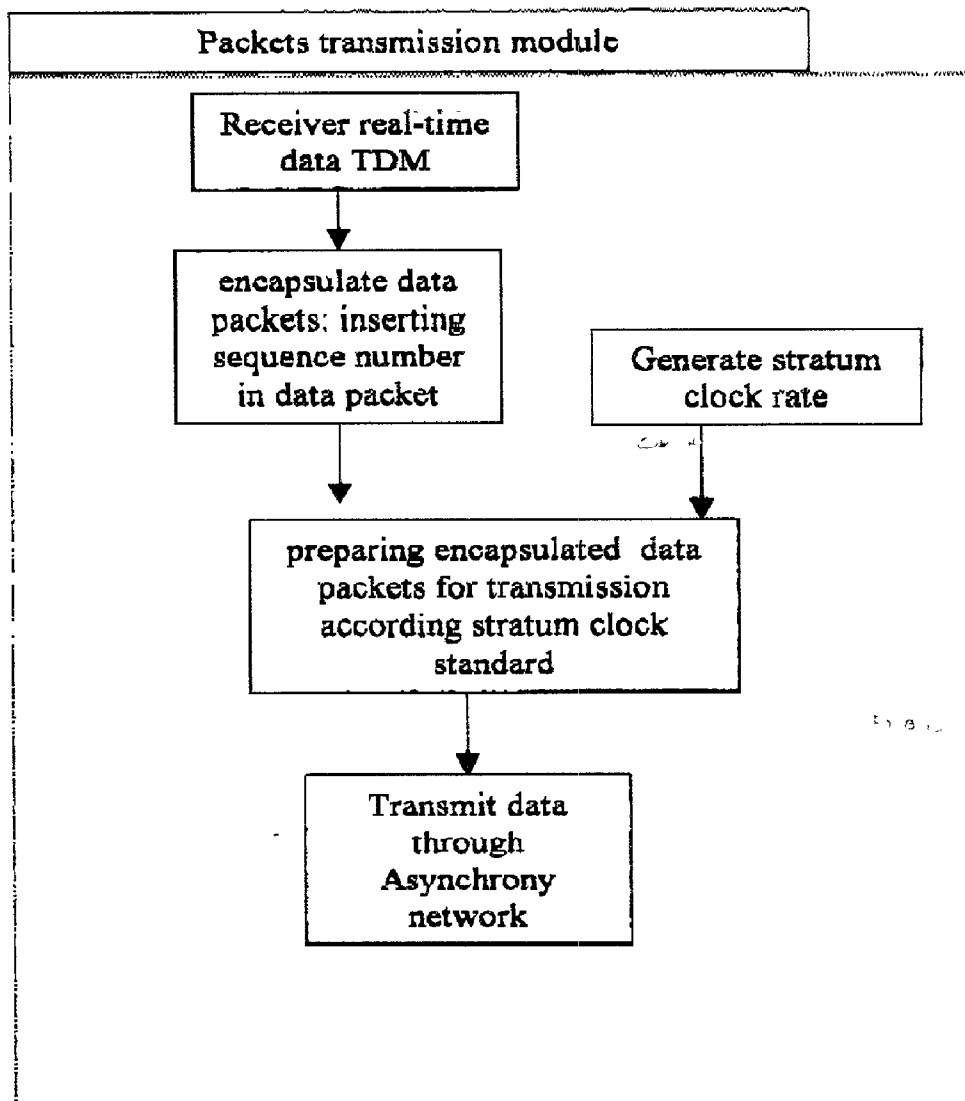 Packets transmission module
Receiver real-time
data TDM
encapsulate data
packets: inserting
sequence number
in data packet
Generate stratum
clock rate
preparing encapsulated data
packets for transmission
according stratum clock
standard
Transmit data
through
Asynchrony
network